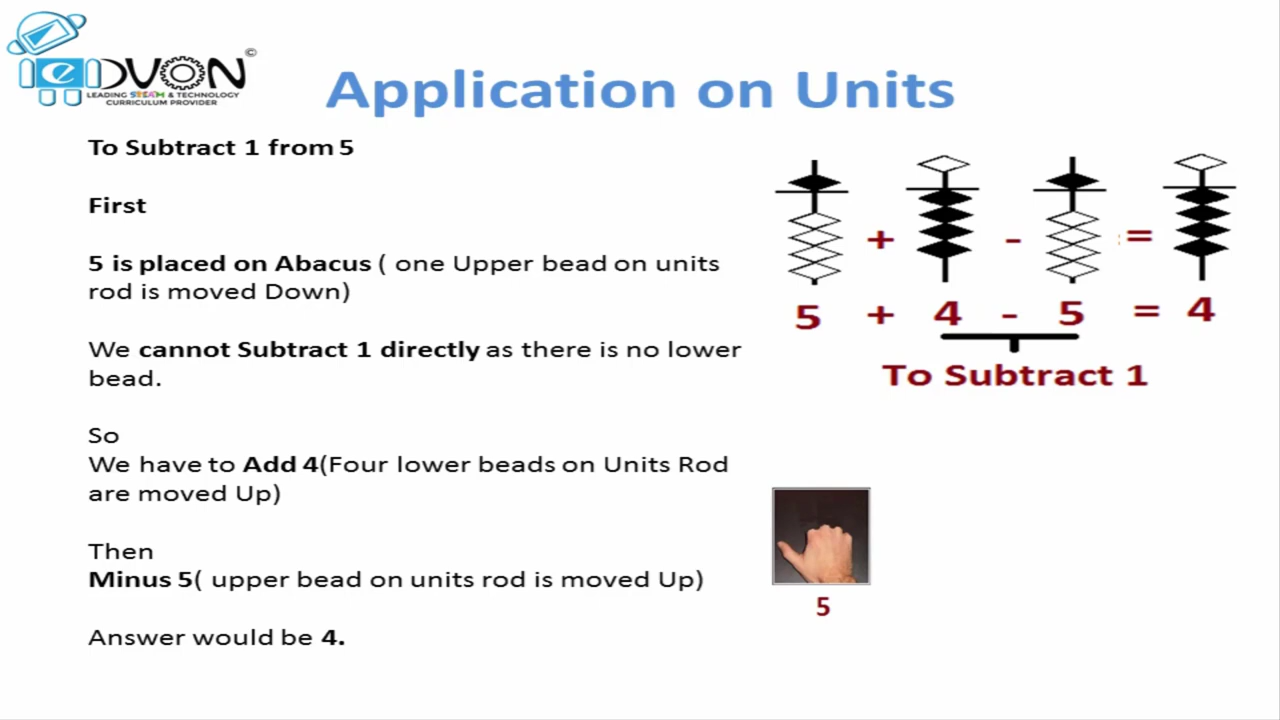 eDVON©
LEADING STEAM & TECHNOLOGY
CURRICULUM PROVIDER
Application on Units
To Subtract 1 from 5
First
5 is placed on Abacus ( one Upper bead on units
rod is moved Down)
We cannot Subtract 1 directly as there is no lower
bead.
So
We have to Add 4(Four lower beads on Units Rod
are moved Up)
Then
Minus 5( upper bead on units rod is moved Up)
Answer would be 4.
+ - =
5 + 4 - 5 = 4
To Subtract 1
5